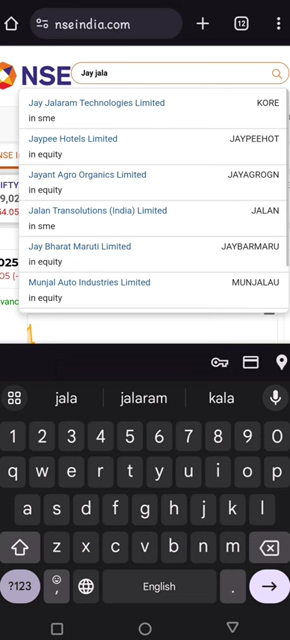 nseindia.com
12
NSE
Jay jala
Jay Jalaram Technologies Limited KORE
in sme
Jaypee Hotels Limited JAYPEEHOT
in equity
Jayant Agro Organics Limited JAYAGROGN
in equity
Jalan Transolutions (India) Limited JALAN
in sme
Jay Bharat Maruti Limited JAYBARMARU
in equity
Munjal Auto Industries Limited MUNJALAU
in equity
jala jalaram kala
1 2 3 4 5 6 7 8 9 0
q w e r t y u i o p
a s d f g h j k l
z x c v b n m
?123 , English .